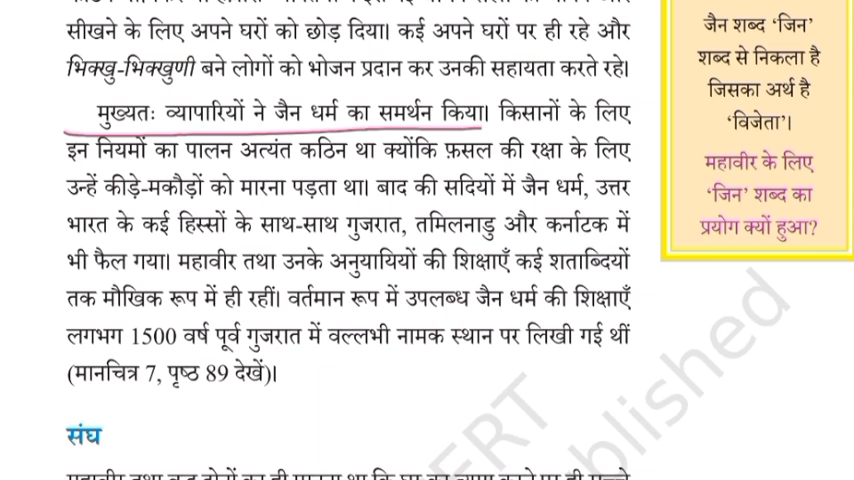 सीखने के लिए अपने घरों को छोड़ दिया। कई अपने घरों पर ही रहे और
भिक्खु-भिक्खुणी बने लोगों को भोजन प्रदान कर उनकी सहायता करते रहे।
मुख्यतः व्यापारियों ने जैन धर्म का समर्थन किया। किसानों के लिए
इन नियमों का पालन अत्यंत कठिन था क्योंकि फ़सल की रक्षा के लिए
उन्हें कीड़े-मकौड़ों को मारना पड़ता था। बाद की सदियों में जैन धर्म, उत्तर
भारत के कई हिस्सों के साथ-साथ गुजरात, तमिलनाडु और कर्नाटक में
भी फैल गया। महावीर तथा उनके अनुयायियों की शिक्षाएँ कई शताब्दियों
तक मौखिक रूप में ही रहीं। वर्तमान रूप में उपलब्ध जैन धर्म की शिक्षाएँ
लगभग 1500 वर्ष पूर्व गुजरात में वल्लभी नामक स्थान पर लिखी गई थीं
(मानचित्र 7, पृष्ठ 89 देखें)।
संघ
जैन शब्द ‘जिन’
शब्द से निकला है
जिसका अर्थ है
‘विजेता’।
महावीर के लिए
‘जिन’ शब्द का
प्रयोग क्यों हुआ?